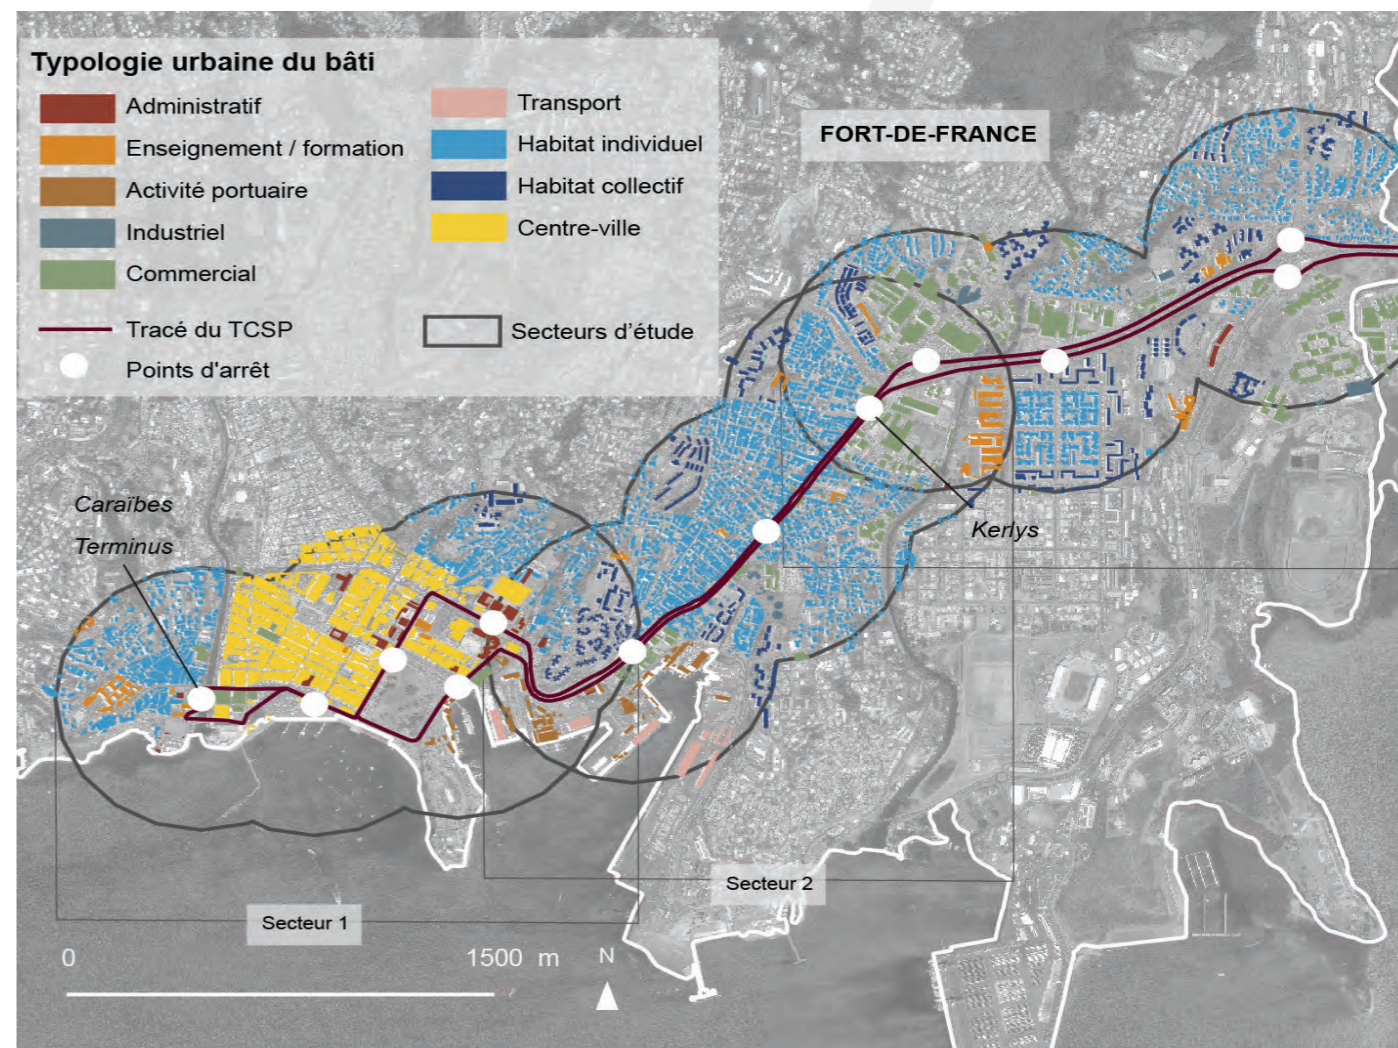 Typologie urbaine du bâti
Administratif
Enseignement / formation
Activité portuaire
Industriel
Commercial
Transport
Habitat individuel
Habitat collectif
Centre-ville
Tracé du TCSP
Points d'arrêt
Secteurs d'étude
FORT-DE-FRANCE
Caraïbes
Terminus
Kerlys
Secteur 2
Secteur 1
0
1500 m
N